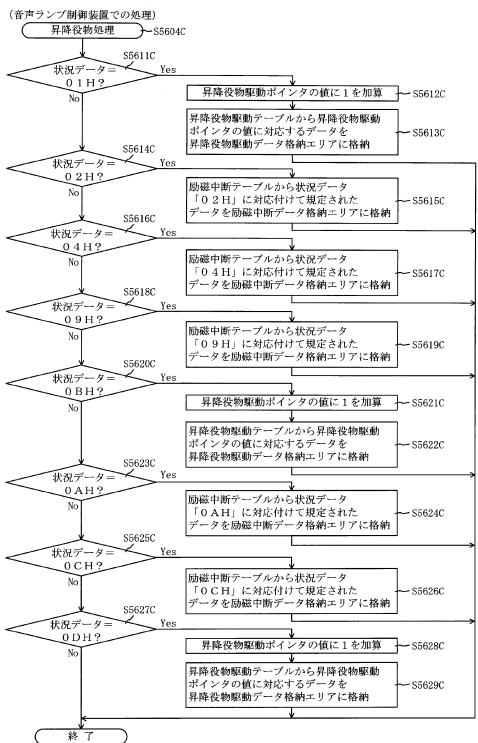 (音声ランプ制御装置での処理)
昇降役物処理
S5604C
状況データ=
01H?
S5611C
Yes
No
昇降役物駆動ポインタの値に1を加算
S5612C
昇降役物駆動テーブルから昇降役物駆動
ポインタの値に対応するデータを
昇降役物駆動データ格納エリアに格納
S5613C
状況データ=
02H?
S5614C
Yes
No
励磁中断テーブルから状況データ
「02H」に対応付けて規定された
データを励磁中断データ格納エリアに格納
S5615C
状況データ=
04H?
S5616C
Yes
No
励磁中断テーブルから状況データ
「04H」に対応付けて規定された
データを励磁中断データ格納エリアに格納
S5617C
状況データ=
09H?
S5618C
Yes
No
励磁中断テーブルから状況データ
「09H」に対応付けて規定された
データを励磁中断データ格納エリアに格納
S5619C
状況データ=
0BH?
S5620C
Yes
No
昇降役物駆動ポインタの値に1を加算
S5621C
昇降役物駆動テーブルから昇降役物駆動
ポインタの値に対応するデータを
昇降役物駆動データ格納エリアに格納
S5622C
状況データ=
0AH?
S5623C
Yes
No
励磁中断テーブルから状況データ
「0AH」に対応付けて規定された
データを励磁中断データ格納エリアに格納
S5624C
状況データ=
0CH?
S5625C
Yes
No
励磁中断テーブルから状況データ
「0CH」に対応付けて規定された
データを励磁中断データ格納エリアに格納
S5626C
状況データ=
0DH?
S5627C
Yes
No
昇降役物駆動ポインタの値に1を加算
S5628C
昇降役物駆動テーブルから昇降役物駆動
ポインタの値に対応するデータを
昇降役物駆動データ格納エリアに格納
S5629C
終了